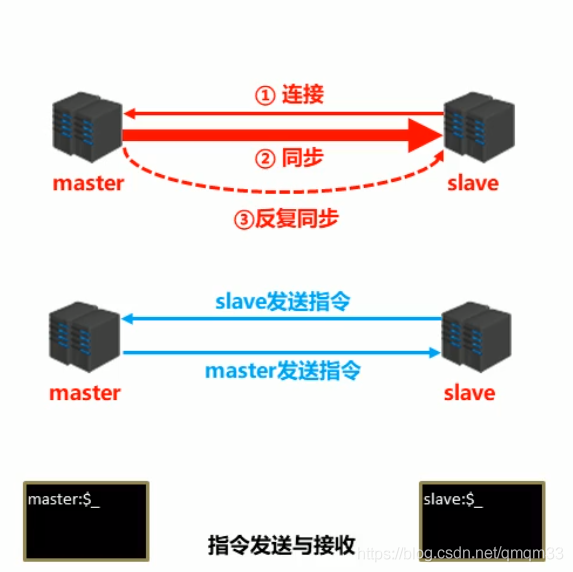 ① 连接
② 同步
master
slave
③反复同步
slave发送指令
master发送指令
master
slave
master:$_
slave:$_
指令发送与接收
https://blog.csdn.net/qmqm33